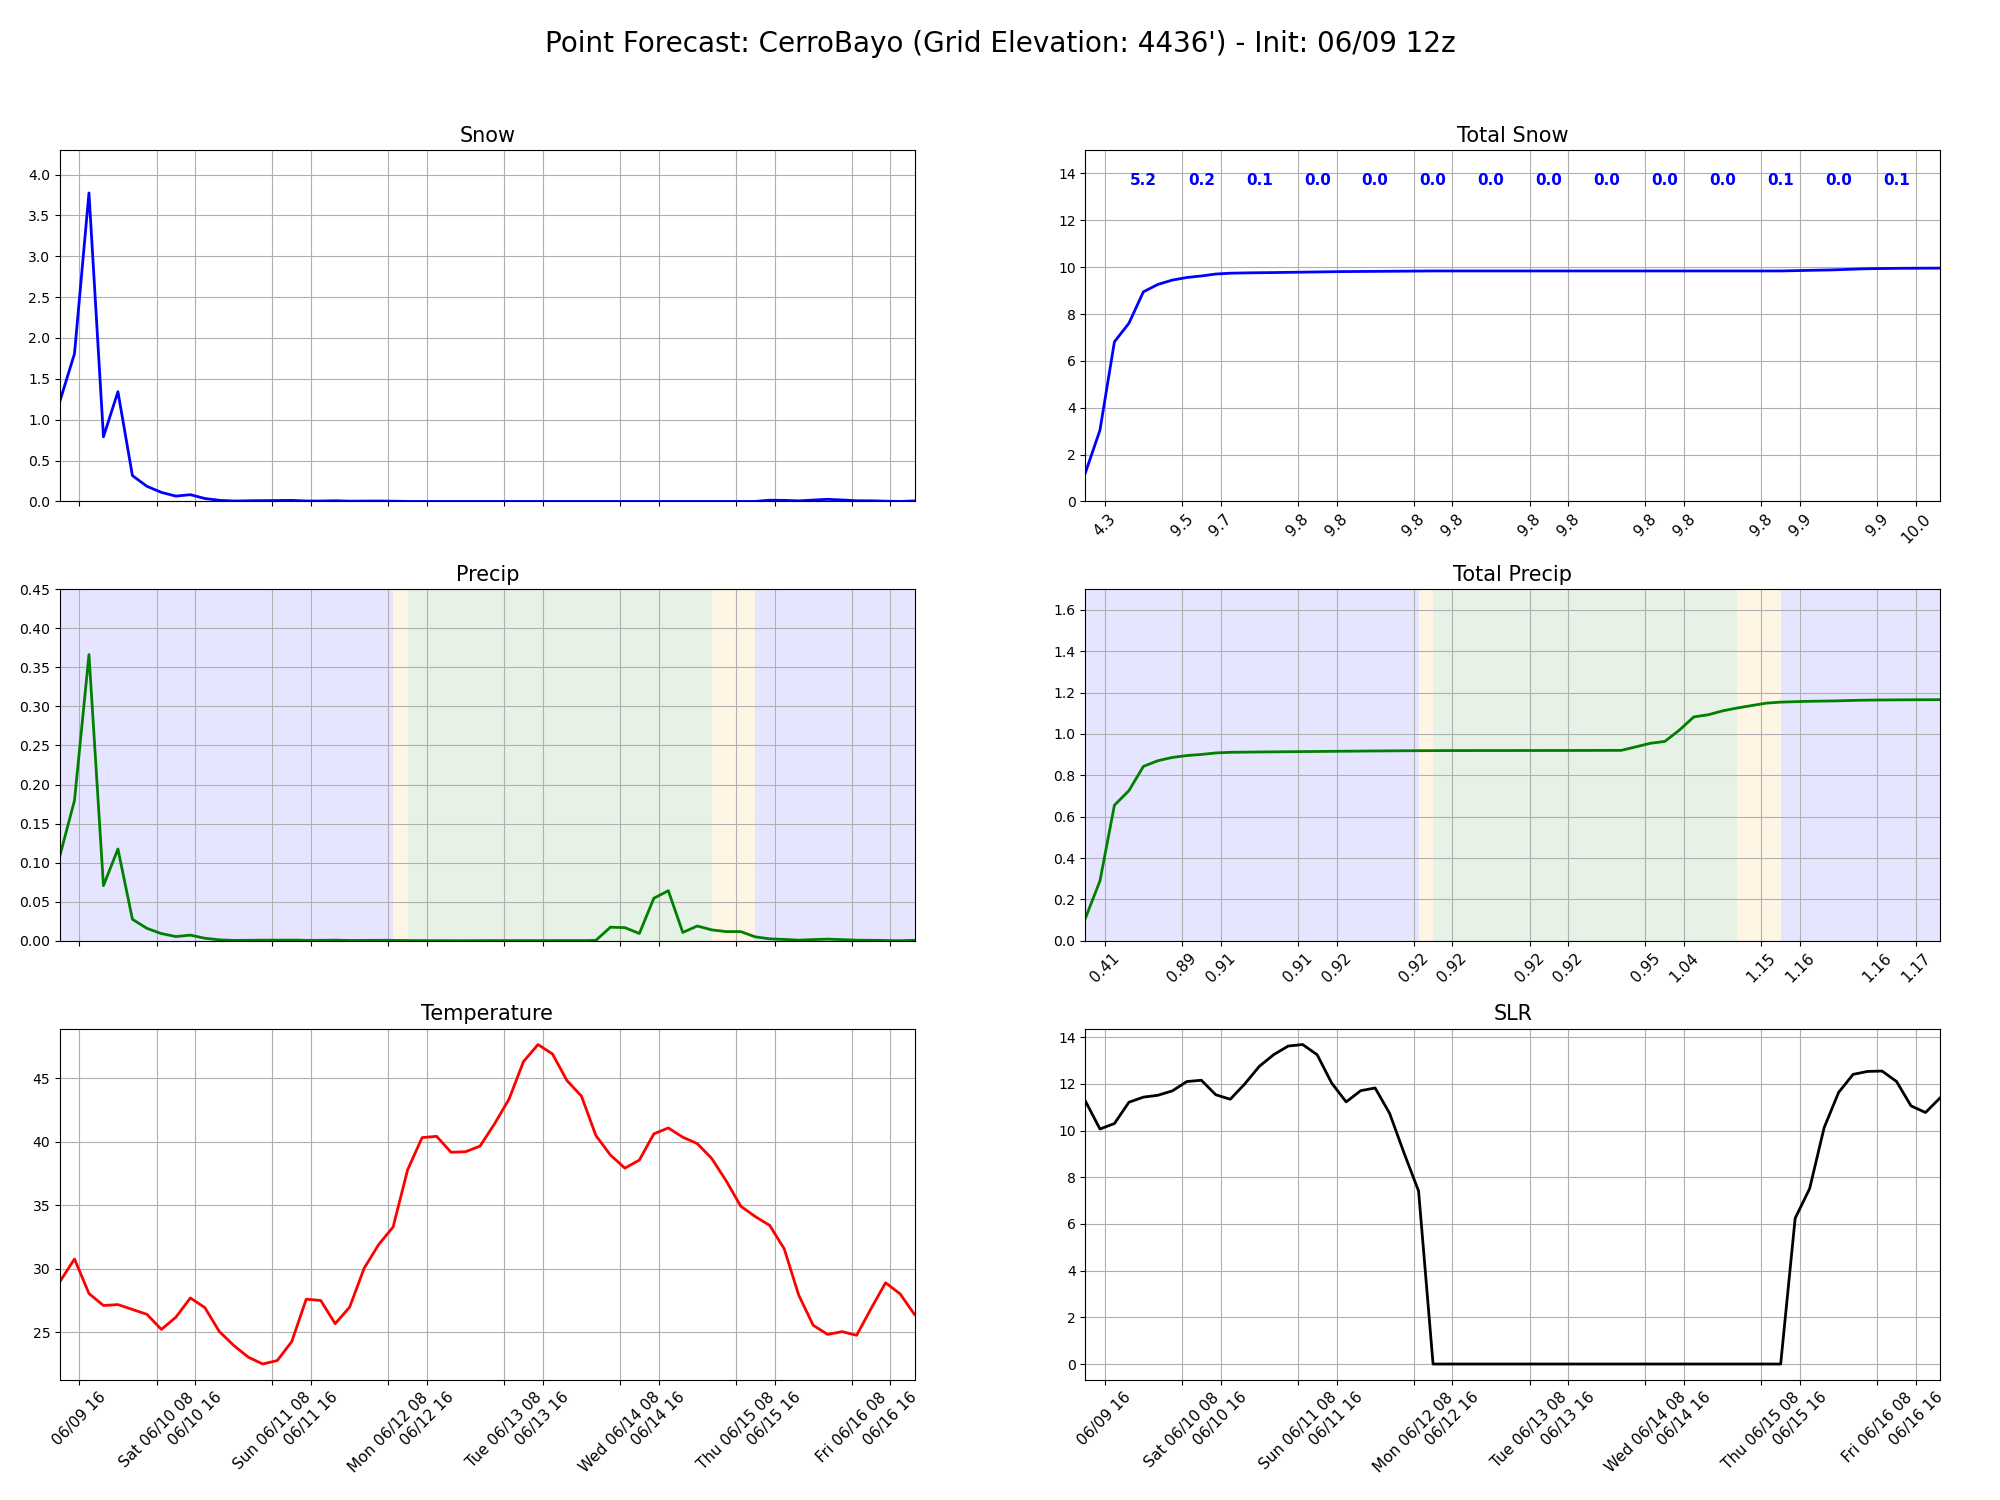 Point Forecast: CerroBayo (Grid Elevation: 4436') - Init: 06/09 12z
Snow
4.0
3.5
3.0
2.5
2.0
1.5
1.0
0.5
0.0
Total Snow
14
12
10
8
6
4
2
0
5.2 0.2 0.1 0.0 0.0 0.0 0.0 0.0 0.0 0.0 0.0 0.1 0.0 0.1
4.3 9.5 9.7 9.8 9.8 9.8 9.8 9.8 9.8 9.8 9.8 9.8 9.9 9.9 10.0
Precip
0.45
0.40
0.35
0.30
0.25
0.20
0.15
0.10
0.05
0.00
Total Precip
1.6
1.4
1.2
1.0
0.8
0.6
0.4
0.2
0.0
0.41 0.89 0.91 0.91 0.92 0.92 0.92 0.92 0.92 0.95 1.04 1.15 1.16 1.16 1.17
Temperature
45
40
35
30
25
06/09 16
Sat 06/10 08
06/10 16
Sun 06/11 08
06/11 16
Mon 06/12 08
06/12 16
Tue 06/13 08
06/13 16
Wed 06/14 08
06/14 16
Thu 06/15 08
06/15 16
Fri 06/16 08
06/16 16
SLR
14
12
10
8
6
4
2
0
06/09 16
Sat 06/10 08
06/10 16
Sun 06/11 08
06/11 16
Mon 06/12 08
06/12 16
Tue 06/13 08
06/13 16
Wed 06/14 08
06/14 16
Thu 06/15 08
06/15 16
Fri 06/16 08
06/16 16